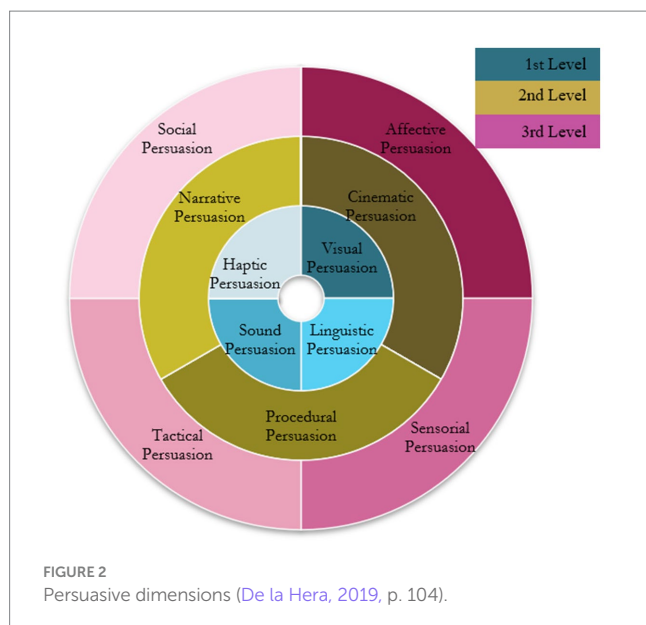 1st Level
2nd Level
3rd Level
Social
Persuasion
Affective
Persuasion
Narrative
Persuasion
Cinematic
Persuasion
Haptic
Persuasion
Visual
Persuasion
Sound
Persuasion
Linguistic
Persuasion
Procedural
Persuasion
Tactical
Persuasion
Sensorial
Persuasion
FIGURE 2
Persuasive dimensions (De la Hera, 2019, p. 104).